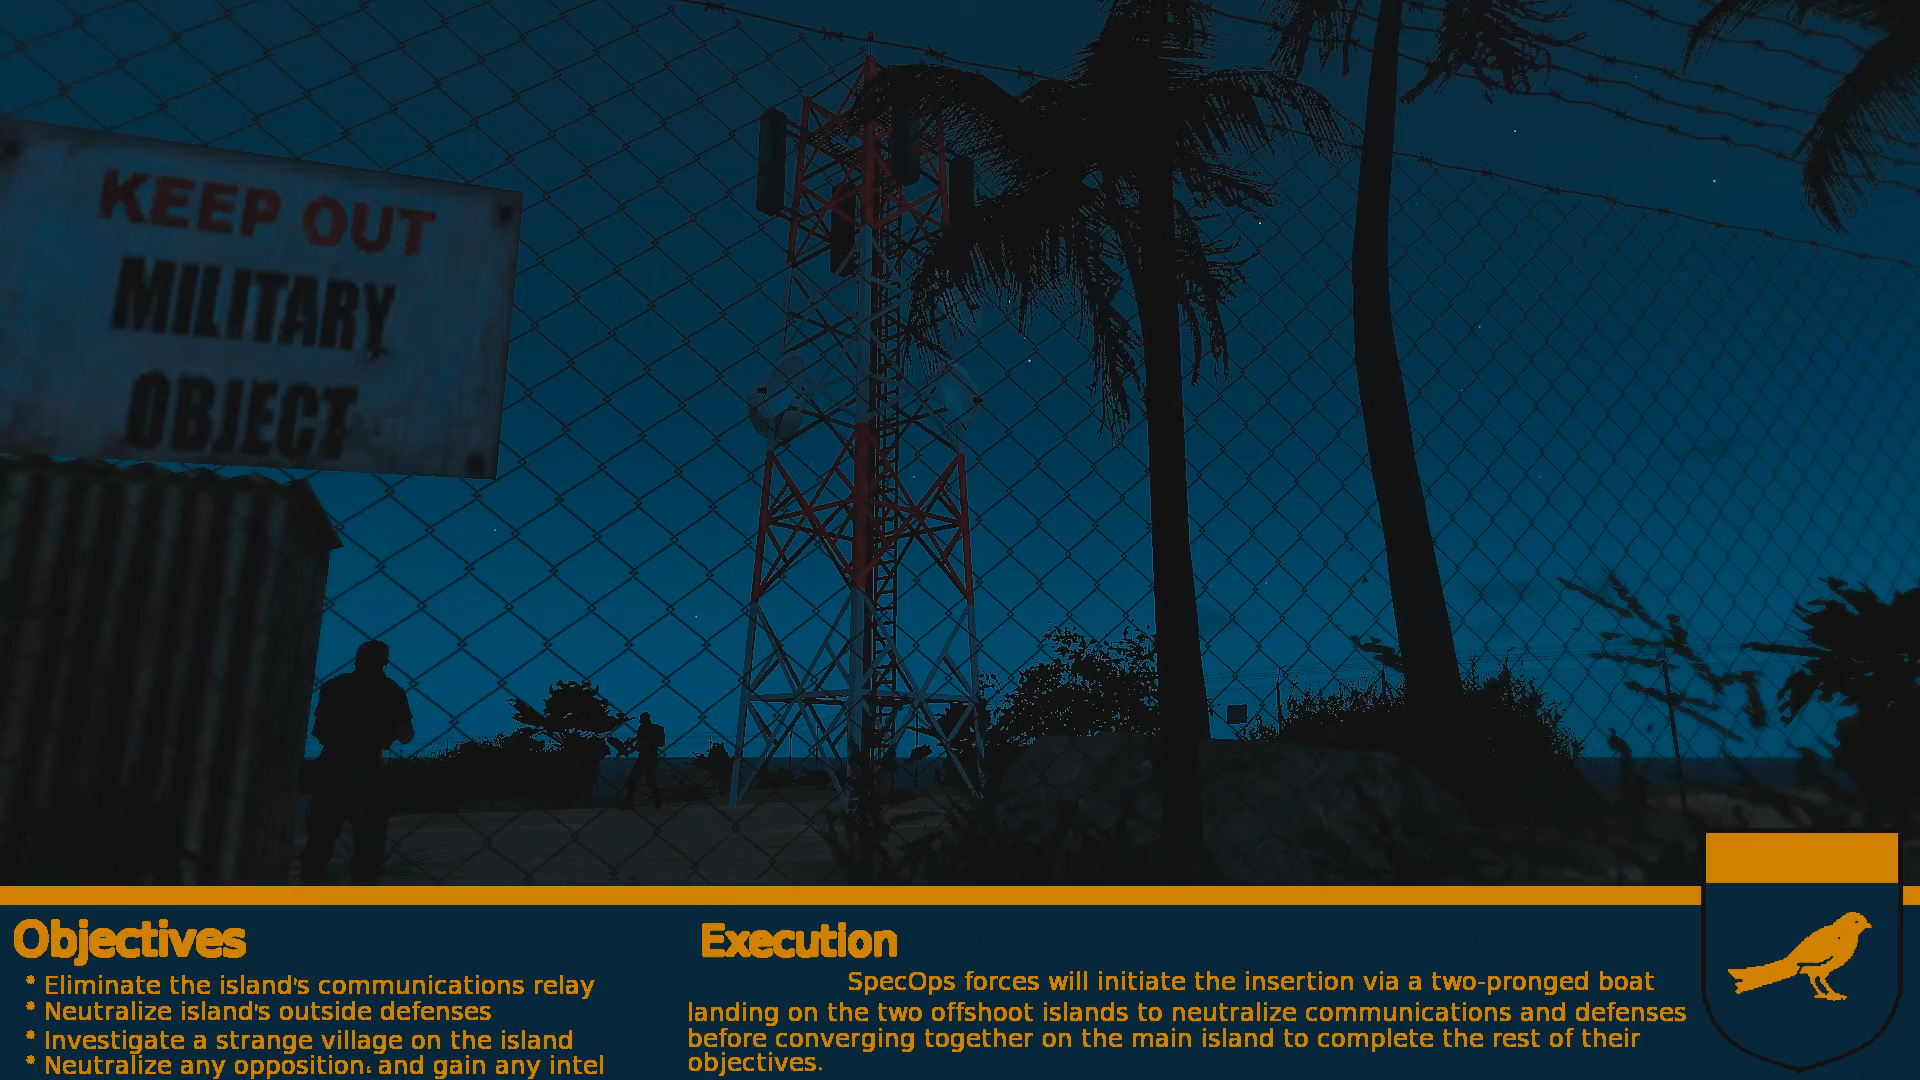 KEEP OUT
MILITARY
OBJECT
Objectives
* Eliminate the island's communications relay
* Neutralize island's outside defenses
* Investigate a strange village on the island
* Neutralize any opposition. and gain any intel
Execution
SpecOps forces will initiate the insertion via a two-pronged boat
landing on the two offshoot islands to neutralize communications and defenses
before converging together on the main island to complete the rest of their
objectives.